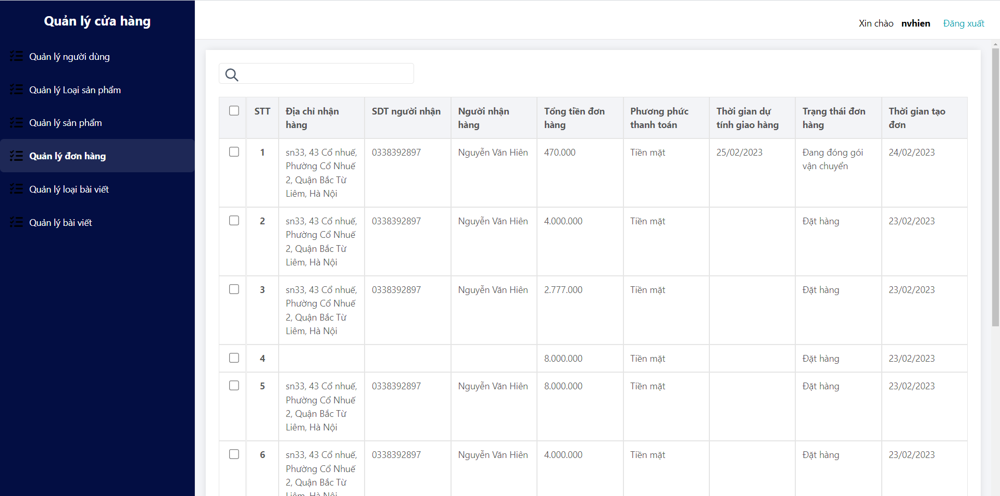 Quản lý cửa hàng
Quản lý người dùng
Quản lý Loại sản phẩm
Quản lý sản phẩm
Quản lý đơn hàng
Quản lý loại bài viết
Quản lý bài viết
Xin chào nvhien Đăng xuất
STT
Địa chỉ nhận
hàng
SDT người nhận
Người nhận
hàng
Tổng tiền đơn
hàng
Phương phức
thanh toán
Thời gian dự
tính giao hàng
Trạng thái đơn
hàng
Thời gian tạo
đơn
1
sn33, 43 Cổ nhuế,
Phường Cổ Nhuế
2, Quận Bắc Từ
Liêm, Hà Nội
0338392897
Nguyễn Văn Hiên
470.000
Tiền mặt
25/02/2023
Đang đóng gói
vận chuyển
24/02/2023
2
sn33, 43 Cổ nhuế,
Phường Cổ Nhuế
2, Quận Bắc Từ
Liêm, Hà Nội
0338392897
Nguyễn Văn Hiên
4.000.000
Tiền mặt
Đặt hàng
23/02/2023
3
sn33, 43 Cổ nhuế,
Phường Cổ Nhuế
2, Quận Bắc Từ
Liêm, Hà Nội
0338392897
Nguyễn Văn Hiên
2.777.000
Tiền mặt
Đặt hàng
23/02/2023
4
8.000.000
Tiền mặt
Đặt hàng
23/02/2023
5
sn33, 43 Cổ nhuế,
Phường Cổ Nhuế
2, Quận Bắc Từ
Liêm, Hà Nội
0338392897
Nguyễn Văn Hiên
8.000.000
Tiền mặt
Đặt hàng
23/02/2023
6
sn33, 43 Cổ nhuế,
Phường Cổ Nhuế
2, Quận Bắc Từ
Liêm, Hà Nội
0338392897
Nguyễn Văn Hiên
4.000.000
Tiền mặt
Đặt hàng
23/02/2023